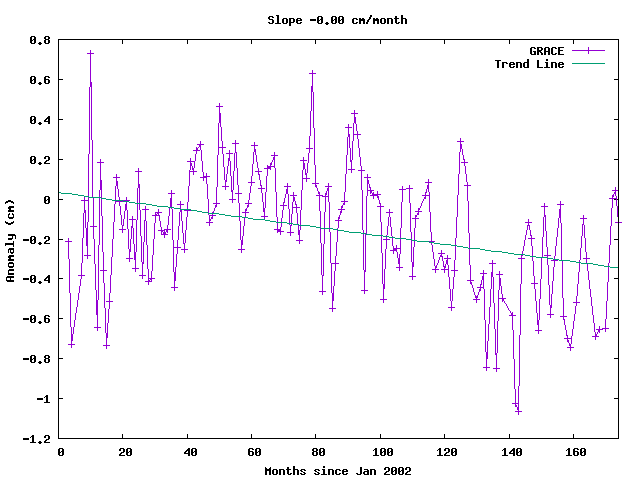 Slope -0.00 cm/month
GRACE
Trend Line
0.8
0.6
0.4
0.2
0
-0.2
-0.4
-0.6
-0.8
-1
-1.2
Anomaly (cm)
0 20 40 60 80 100 120 140 160
Months since Jan 2002